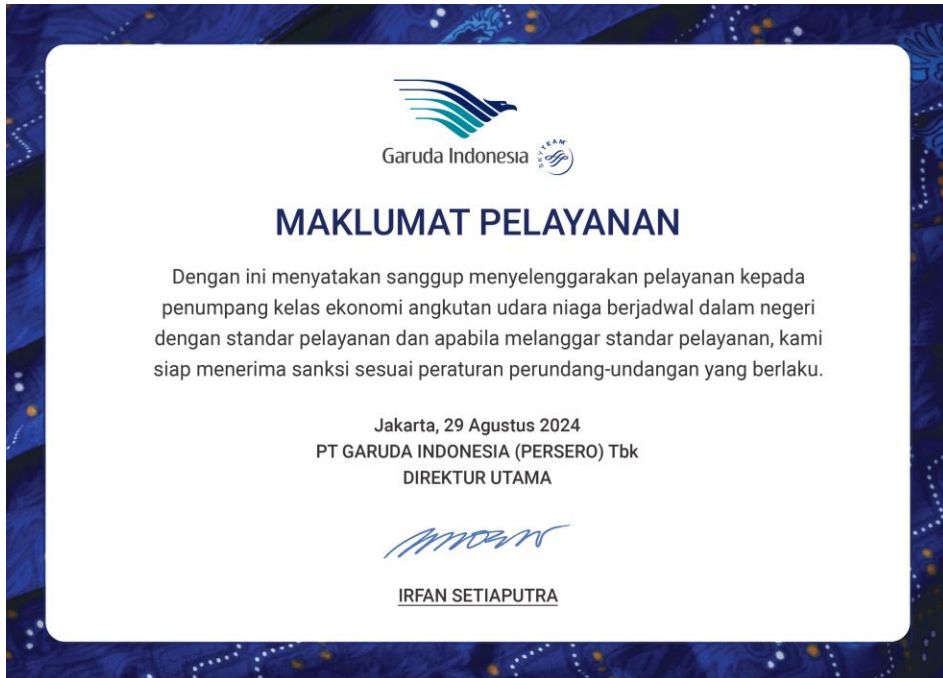 Garuda Indonesia
SKYTEAM
MAKLUMAT PELAYANAN
Dengan ini menyatakan sanggup menyelenggarakan pelayanan kepada
penumpang kelas ekonomi angkutan udara niaga berjadwal dalam negeri
dengan standar pelayanan dan apabila melanggar standar pelayanan, kami
siap menerima sanksi sesuai peraturan perundang-undangan yang berlaku.
Jakarta, 29 Agustus 2024
PT GARUDA INDONESIA (PERSERO) Tbk
DIREKTUR UTAMA
IRFAN SETIAPUTRA